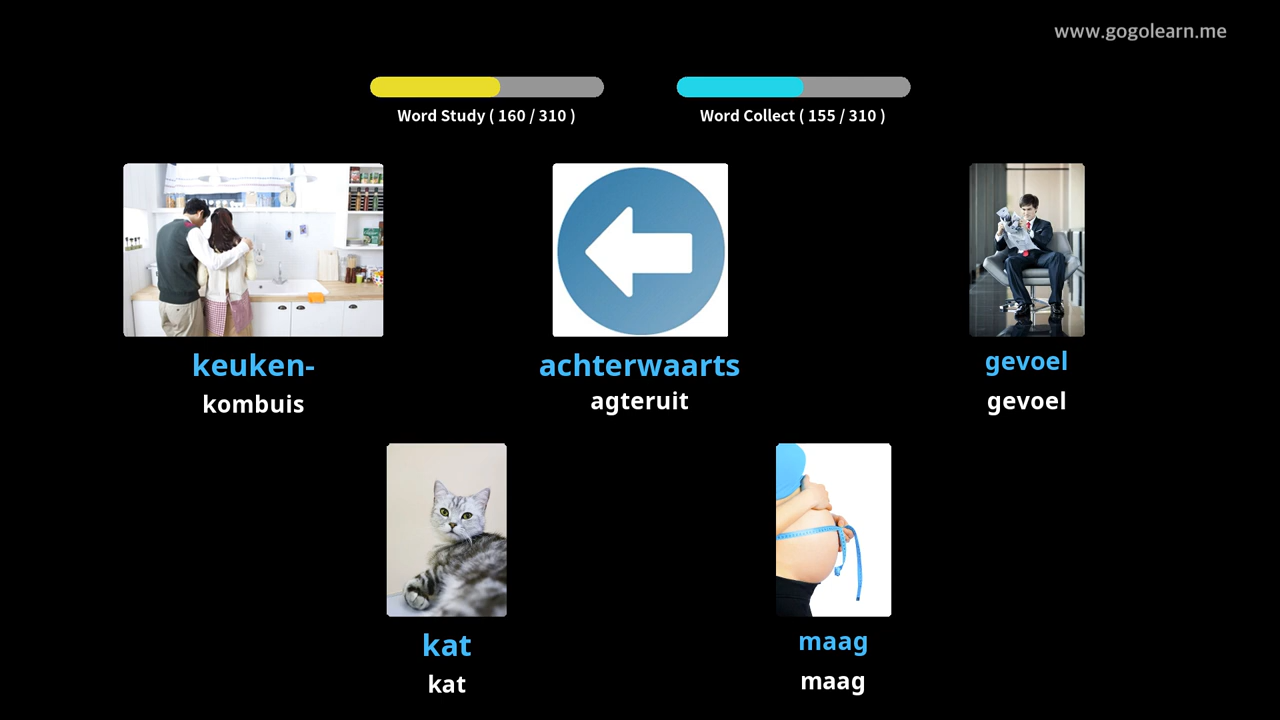 www.gogolearn.me
Word Study ( 160 / 310 )
Word Collect ( 155 / 310 )
keuken-
kombuis
achterwaarts
agteruit
gevoel
gevoel
kat
kat
maag
maag